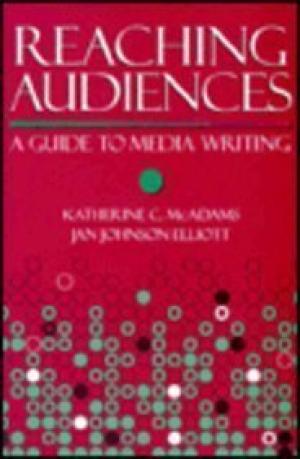 REACHING
AUDIENCES
A GUIDE TO MEDIA WRITING
KATHERINE C. McADAMS
JAN JOHNSON ELLIOTT